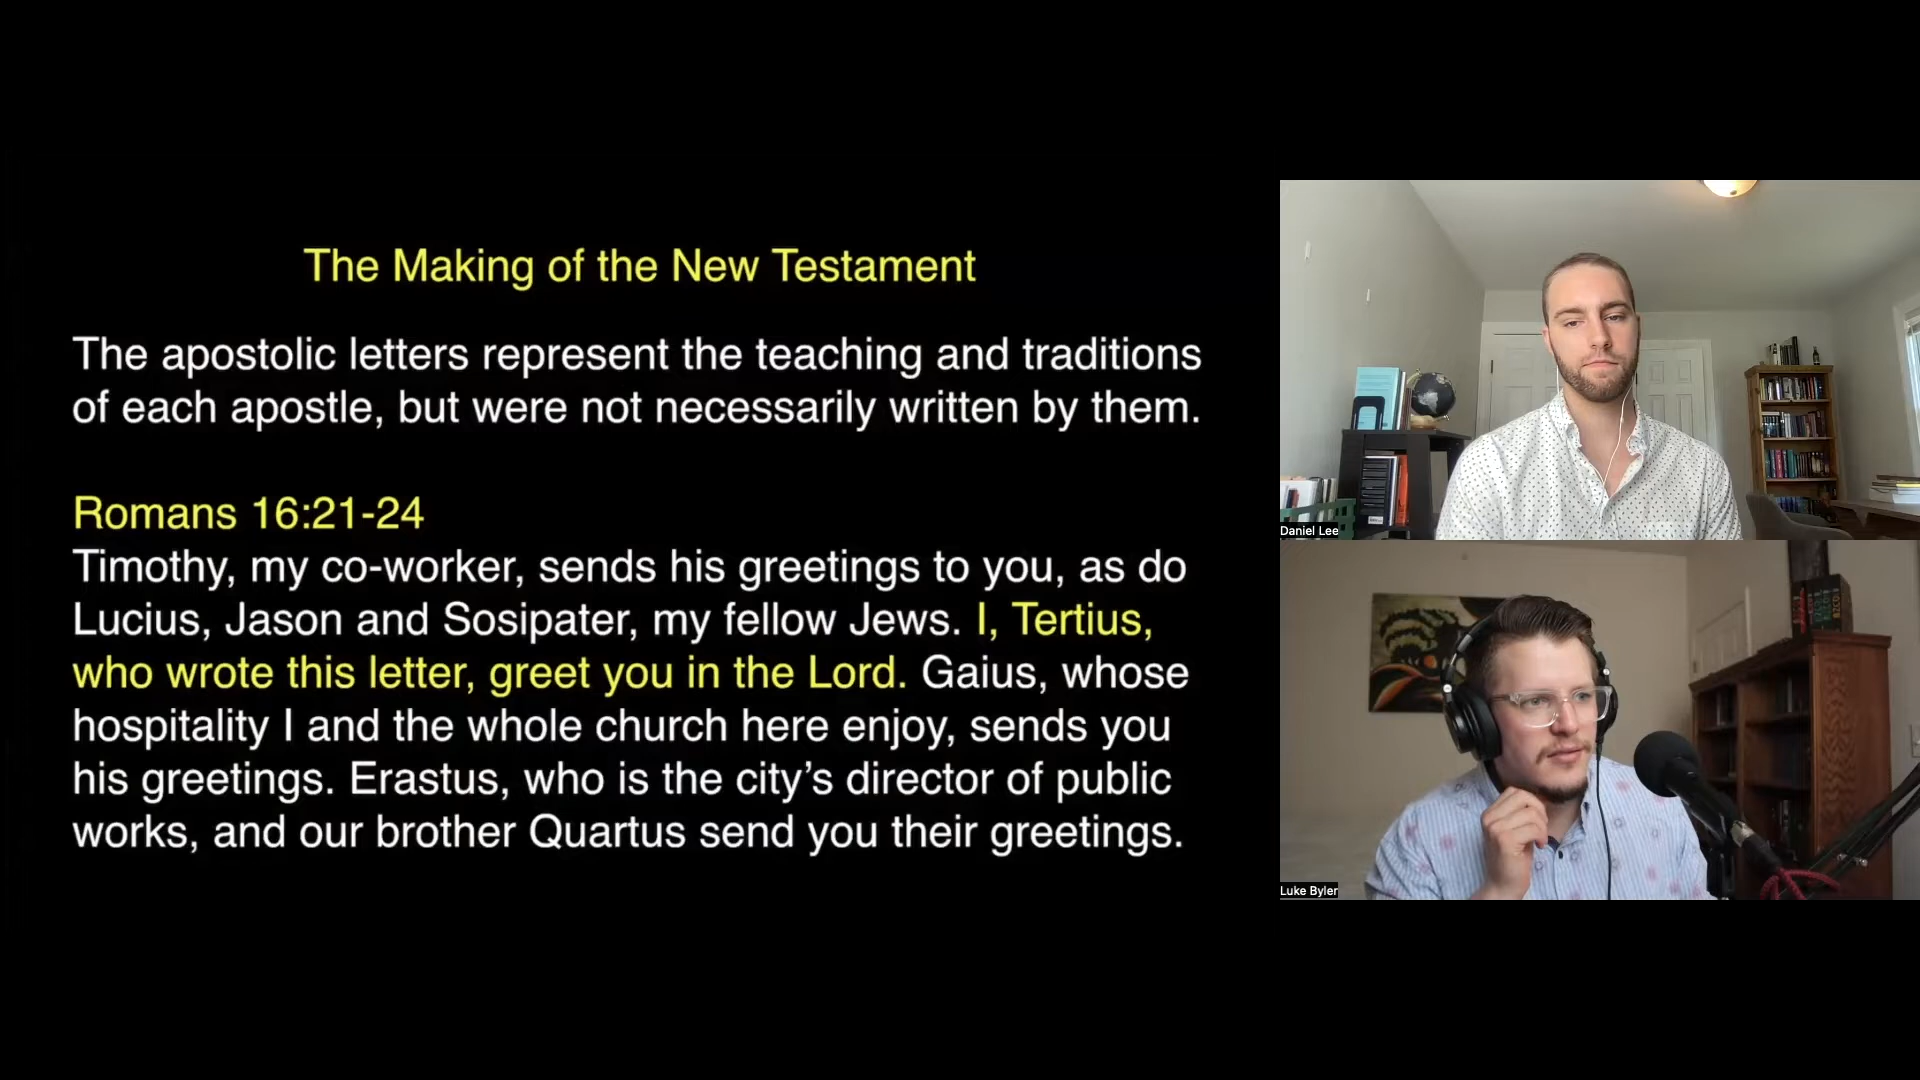 The Making of the New Testament
The apostolic letters represent the teaching and traditions
of each apostle, but were not necessarily written by them.
Romans 16:21-24
Timothy, my co-worker, sends his greetings to you, as do
Lucius, Jason and Sosipater, my fellow Jews. I, Tertius,
who wrote this letter, greet you in the Lord. Gaius, whose
hospitality I and the whole church here enjoy, sends you
his greetings. Erastus, who is the city’s director of public
works, and our brother Quartus send you their greetings.
Daniel Lee
Luke Byler